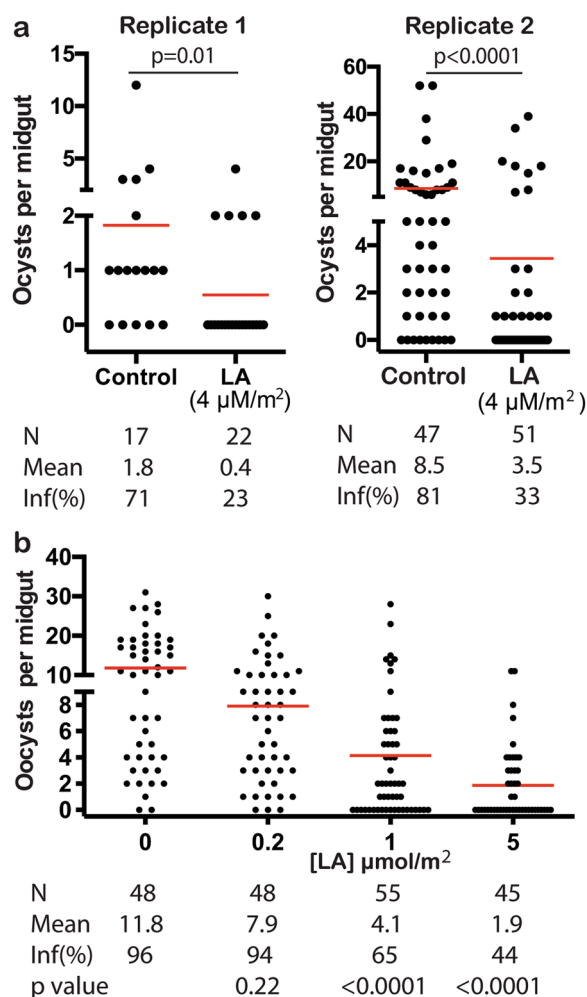 a
Replicate 1
Replicate 2
p=0.01
p<0.0001
Ocysts per midgut
15
10
5
2
1
0
Control
LA
(4 µM/m²)
Ocysts per midgut
60
40
20
4
2
0
Control
LA
(4 µM/m²)
N 17 22
Mean 1.8 0.4
Inf(%) 71 23
N 47 51
Mean 8.5 3.5
Inf(%) 81 33
b
Oocysts per midgut
40
30
20
10
8
6
4
2
0
0 0.2 1 5
[LA] µmol/m²
N 48 48 55 45
Mean 11.8 7.9 4.1 1.9
Inf(%) 96 94 65 44
p value 0.22 <0.0001 <0.0001